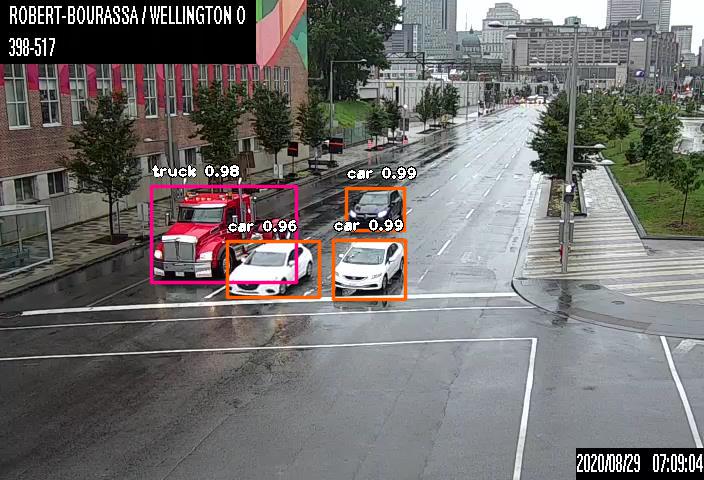 ROBERT-BOURASSA / WELLINGTON O
398-517
truck 0.98
car 0.99
car 0.96
car 0.99
2020/08/29 07:09:04